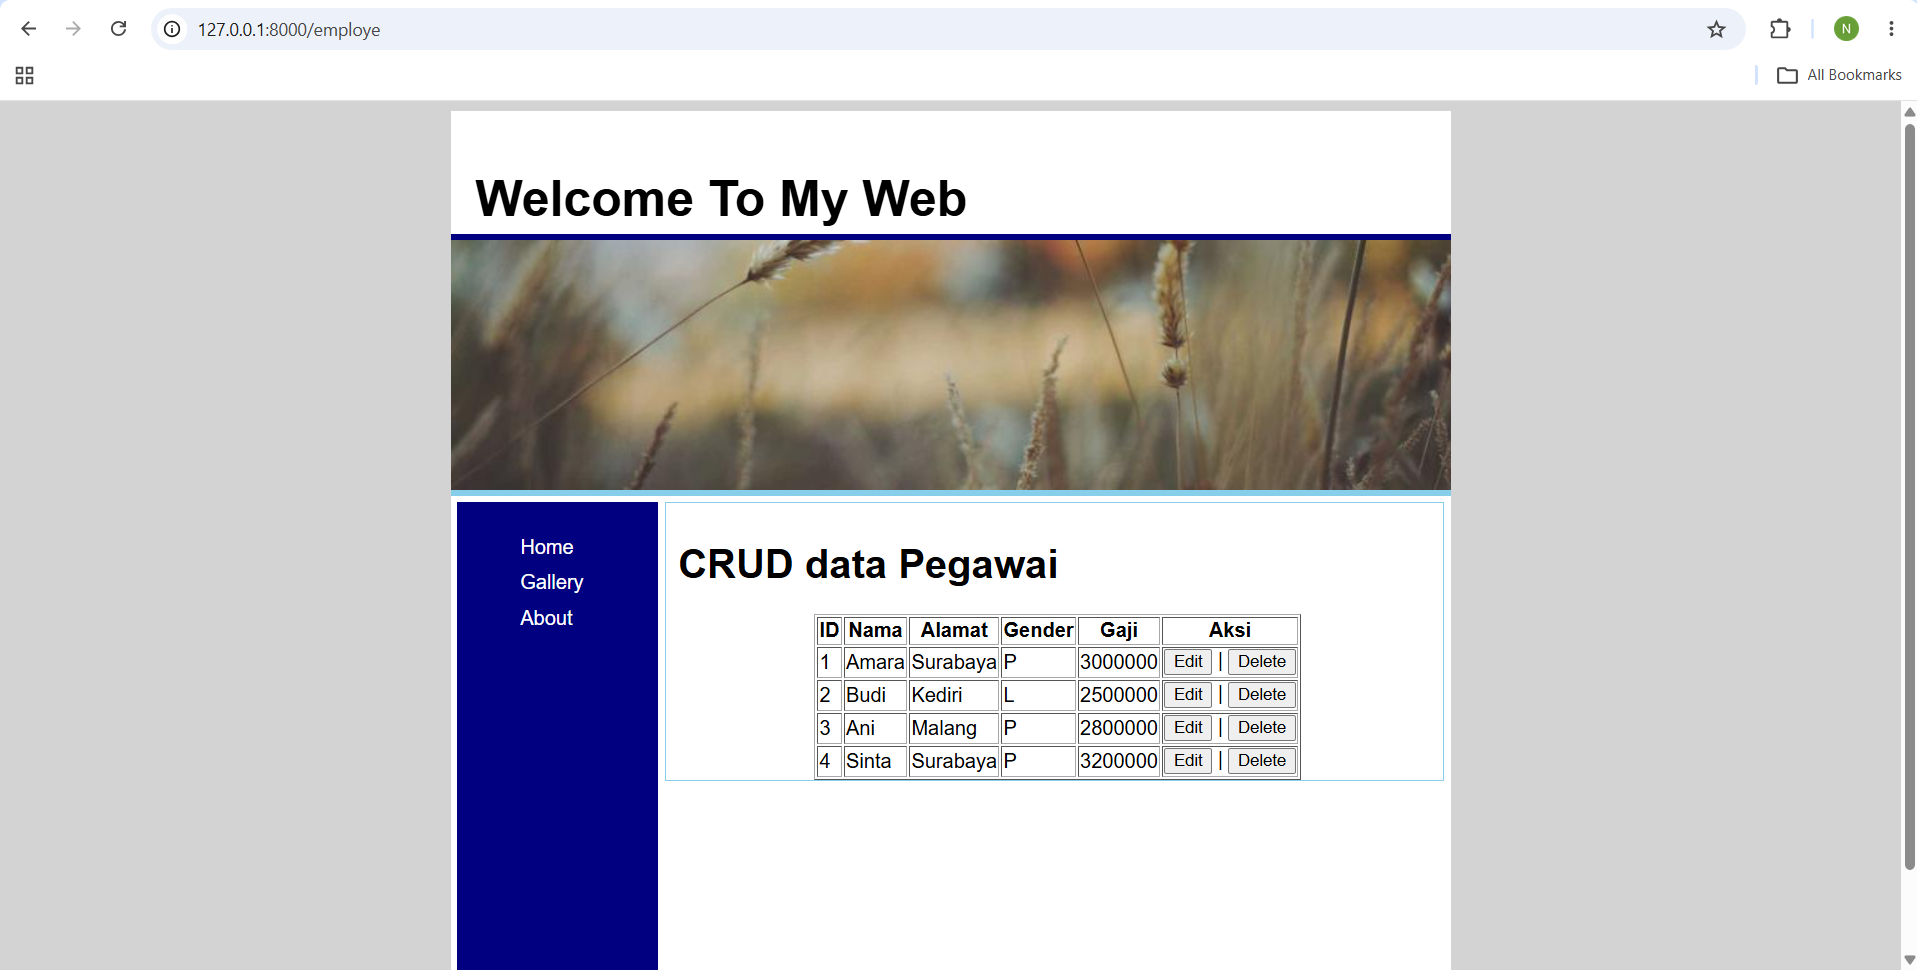 127.0.0.1:8000/employe
N
All Bookmarks
Welcome To My Web
Home
Gallery
About
CRUD data Pegawai
ID Nama Alamat Gender Gaji Aksi
1 Amara Surabaya P 3000000 Edit | Delete
2 Budi Kediri L 2500000 Edit | Delete
3 Ani Malang P 2800000 Edit | Delete
4 Sinta Surabaya P 3200000 Edit | Delete